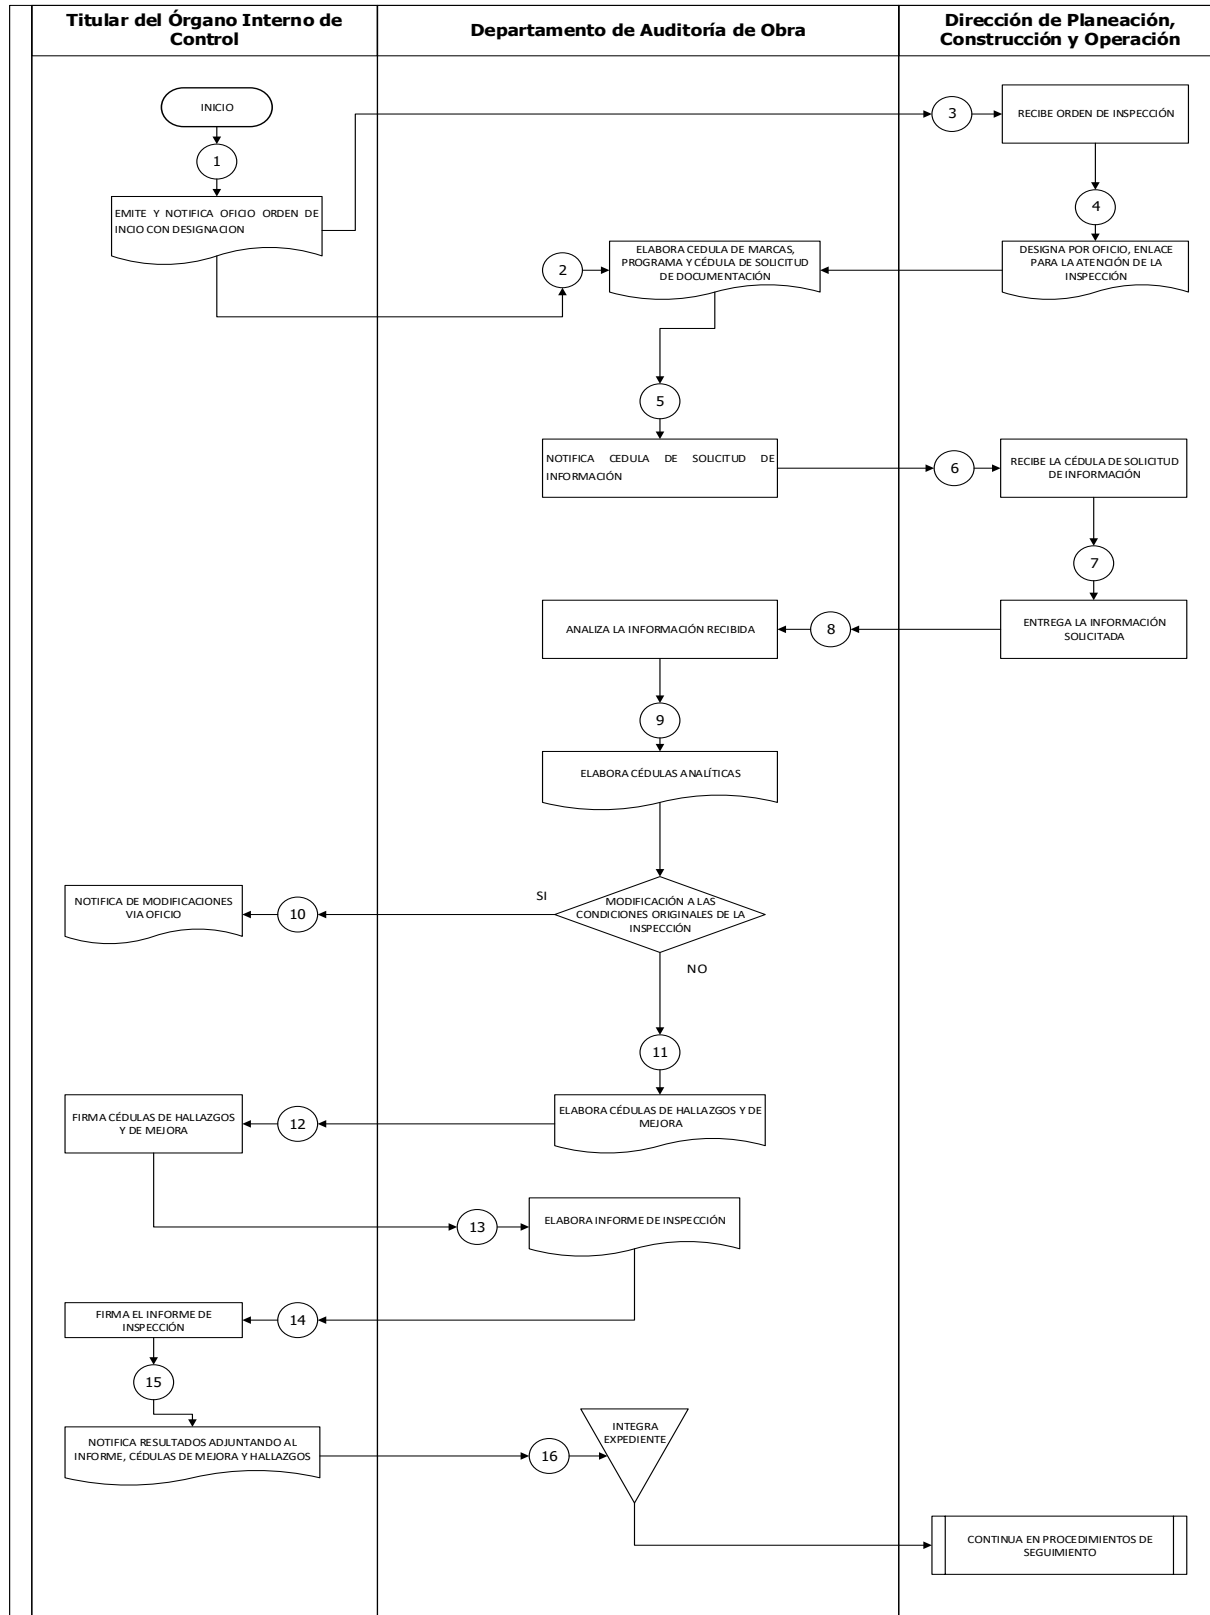 Titular del Órgano Interno de
Control
Departamento de Auditoría de Obra
Dirección de Planeación,
Construcción y Operación
INICIO
1
EMITE Y NOTIFICA OFICIO ORDEN DE
INCIO CON DESIGNACION
3
RECIBE ORDEN DE INSPECCIÓN
4
2
ELABORA CEDULA DE MARCAS,
PROGRAMA Y CÉDULA DE SOLICITUD
DE DOCUMENTACIÓN
DESIGNA POR OFICIO, ENLACE
PARA LA ATENCIÓN DE LA
INSPECCIÓN
5
NOTIFICA CEDULA DE SOLICITUD DE
INFORMACIÓN
6
RECIBE LA CÉDULA DE SOLICITUD
DE INFORMACIÓN
7
ENTREGA LA INFORMACIÓN
SOLICITADA
8
ANALIZA LA INFORMACIÓN RECIBIDA
9
ELABORA CÉDULAS ANALÍTICAS
MODIFICACIÓN A LAS
CONDICIONES ORIGINALES DE LA
INSPECCIÓN
SI
10
NOTIFICA DE MODIFICACIONES
VIA OFICIO
NO
11
ELABORA CÉDULAS DE HALLAZGOS Y DE
MEJORA
12
FIRMA CÉDULAS DE HALLAZGOS
Y DE MEJORA
13
ELABORA INFORME DE INSPECCIÓN
14
FIRMA EL INFORME DE
INSPECCIÓN
15
NOTIFICA RESULTADOS ADJUNTANDO AL
INFORME, CÉDULAS DE MEJORA Y HALLAZGOS
16
INTEGRA
EXPEDIENTE
CONTINUA EN PROCEDIMIENTOS DE
SEGUIMIENTO